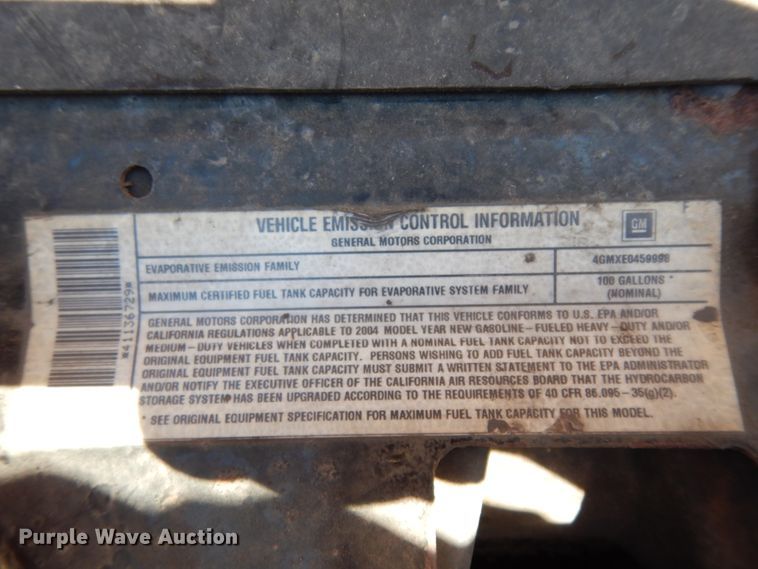 VEHICLE EMISSION CONTROL INFORMATION
GENERAL MOTORS CORPORATION
GM
EVAPORATIVE EMISSION FAMILY 4GMXE0459998
MAXIMUM CERTIFIED FUEL TANK CAPACITY FOR EVAPORATIVE SYSTEM FAMILY 100 GALLONS * (NOMINAL)
GENERAL MOTORS CORPORATION HAS DETERMINED THAT THIS VEHICLE CONFORMS TO U.S. EPA AND/OR
CALIFORNIA REGULATIONS APPLICABLE TO 2004 MODEL YEAR NEW GASOLINE-FUELED HEAVY-DUTY AND/OR
MEDIUM-DUTY VEHICLES WHEN COMPLETED WITH A NOMINAL FUEL TANK CAPACITY NOT TO EXCEED THE
ORIGINAL EQUIPMENT FUEL TANK CAPACITY. PERSONS WISHING TO ADD FUEL TANK CAPACITY BEYOND THE
ORIGINAL EQUIPMENT FUEL TANK CAPACITY MUST SUBMIT A WRITTEN STATEMENT TO THE EPA ADMINISTRATOR
AND/OR NOTIFY THE EXECUTIVE OFFICER OF THE CALIFORNIA AIR RESOURCES BOARD THAT THE HYDROCARBON
STORAGE SYSTEM HAS BEEN UPGRADED ACCORDING TO THE REQUIREMENTS OF 40 CFR 86.095-35(g)(2).
* SEE ORIGINAL EQUIPMENT SPECIFICATION FOR MAXIMUM FUEL TANK CAPACITY FOR THIS MODEL.
*41136729*
Purple Wave Auction